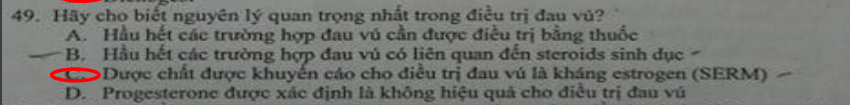 49. Hãy cho biết nguyên lý quan trọng nhất trong điều trị đau vú?
A. Hầu hết các trường hợp đau vú cần được điều trị bằng thuốc
B. Hầu hết các trường hợp đau vú có liên quan đến steroids sinh dục
C. Dược chất được khuyến cáo cho điều trị đau vú là kháng estrogen (SERM)
D. Progesterone được xác định là không hiệu quả cho điều trị đau vú